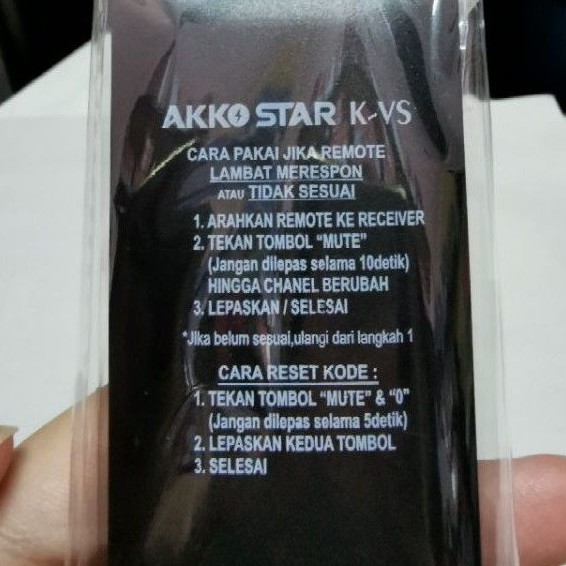 AKKO STAR K-VS
CARA PAKAI JIKA REMOTE
LAMBAT MERESPON
ATAU TIDAK SESUAI
1. ARAHKAN REMOTE KE RECEIVER
2. TEKAN TOMBOL “MUTE”
(Jangan dilepas selama 10detik)
HINGGA CHANEL BERUBAH
3. LEPASKAN / SELESAI
*Jika belum sesuai,ulangi dari langkah 1
CARA RESET KODE :
1. TEKAN TOMBOL “MUTE” & “0”
(Jangan dilepas selama 5detik)
2. LEPASKAN KEDUA TOMBOL
3. SELESAI